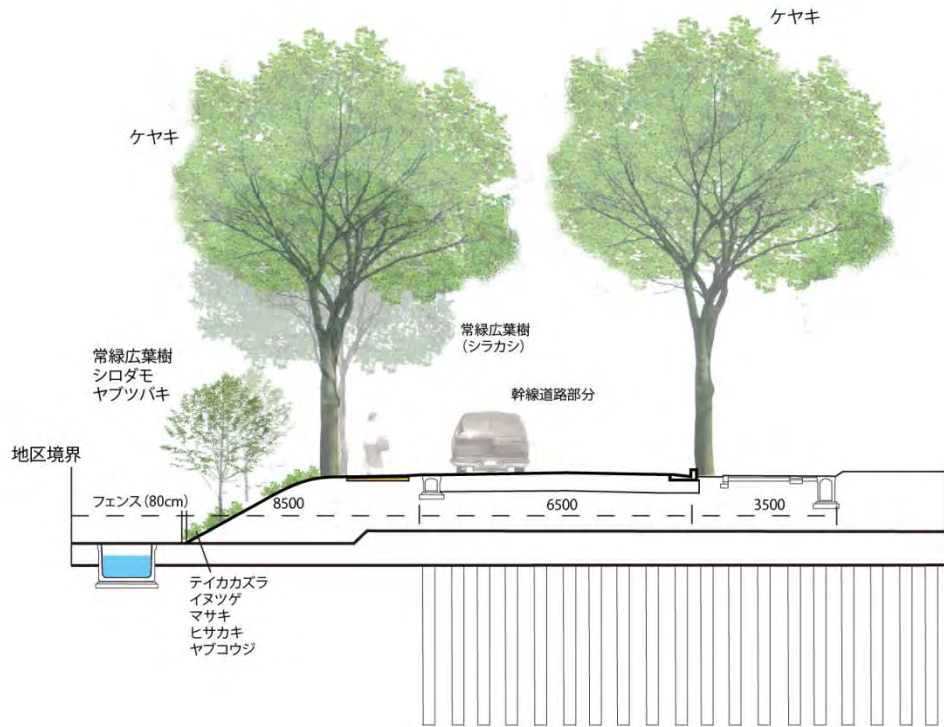 ケヤキ
ケヤキ
常緑広葉樹
(シラカシ)
常緑広葉樹
シロダモ
ヤブツバキ
幹線道路部分
地区境界
フェンス(80cm)
8500
6500
3500
テイカカズラ
イヌツゲ
マサキ
ヒサカキ
ヤブコウジ